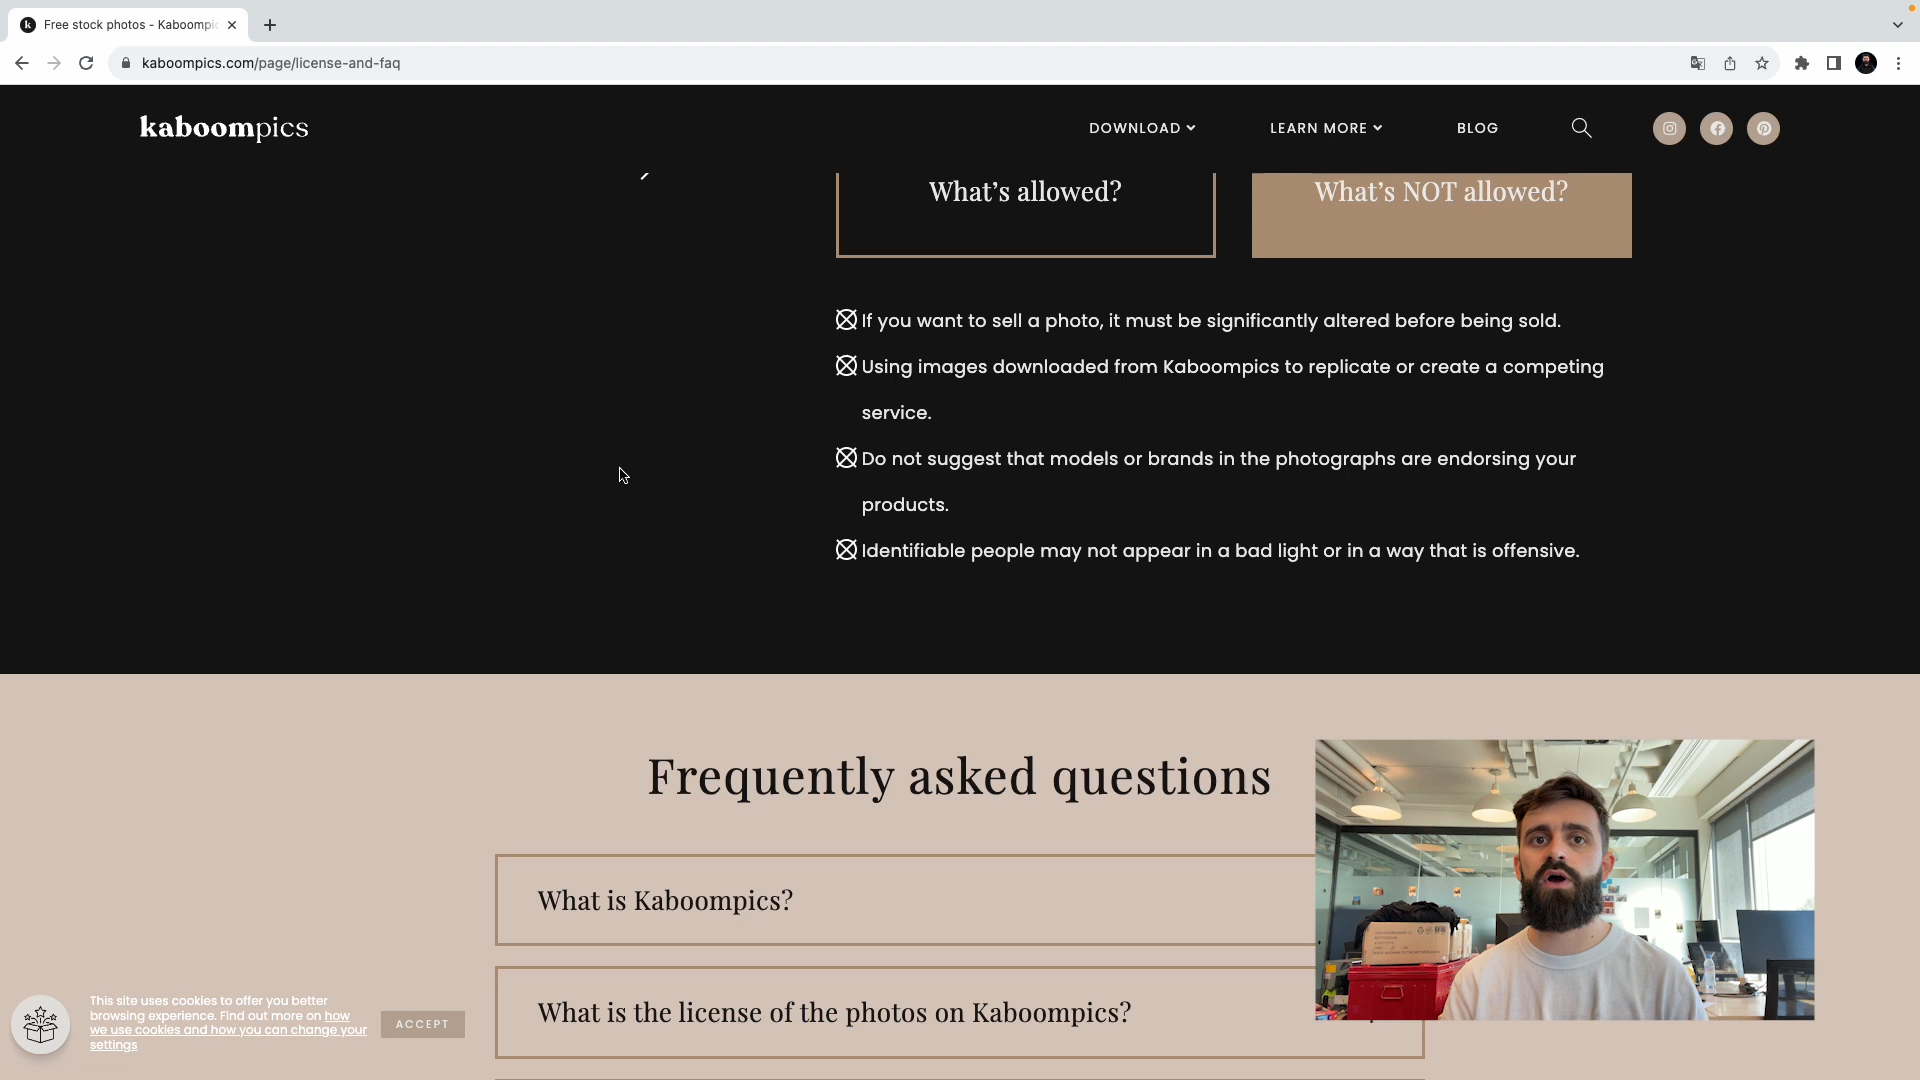 Free stock photos - Kaboompic
kaboompics.com/page/license-and-faq
kaboompics
DOWNLOAD
LEARN MORE
BLOG
What's allowed?
What's NOT allowed?
If you want to sell a photo, it must be significantly altered before being sold.
Using images downloaded from Kaboompics to replicate or create a competing
service.
Do not suggest that models or brands in the photographs are endorsing your
products.
Identifiable people may not appear in a bad light or in a way that is offensive.
Frequently asked questions
What is Kaboompics?
What is the license of the photos on Kaboompics?
This site uses cookies to offer you better
browsing experience. Find out more on how
we use cookies and how you can change your
settings
ACCEPT